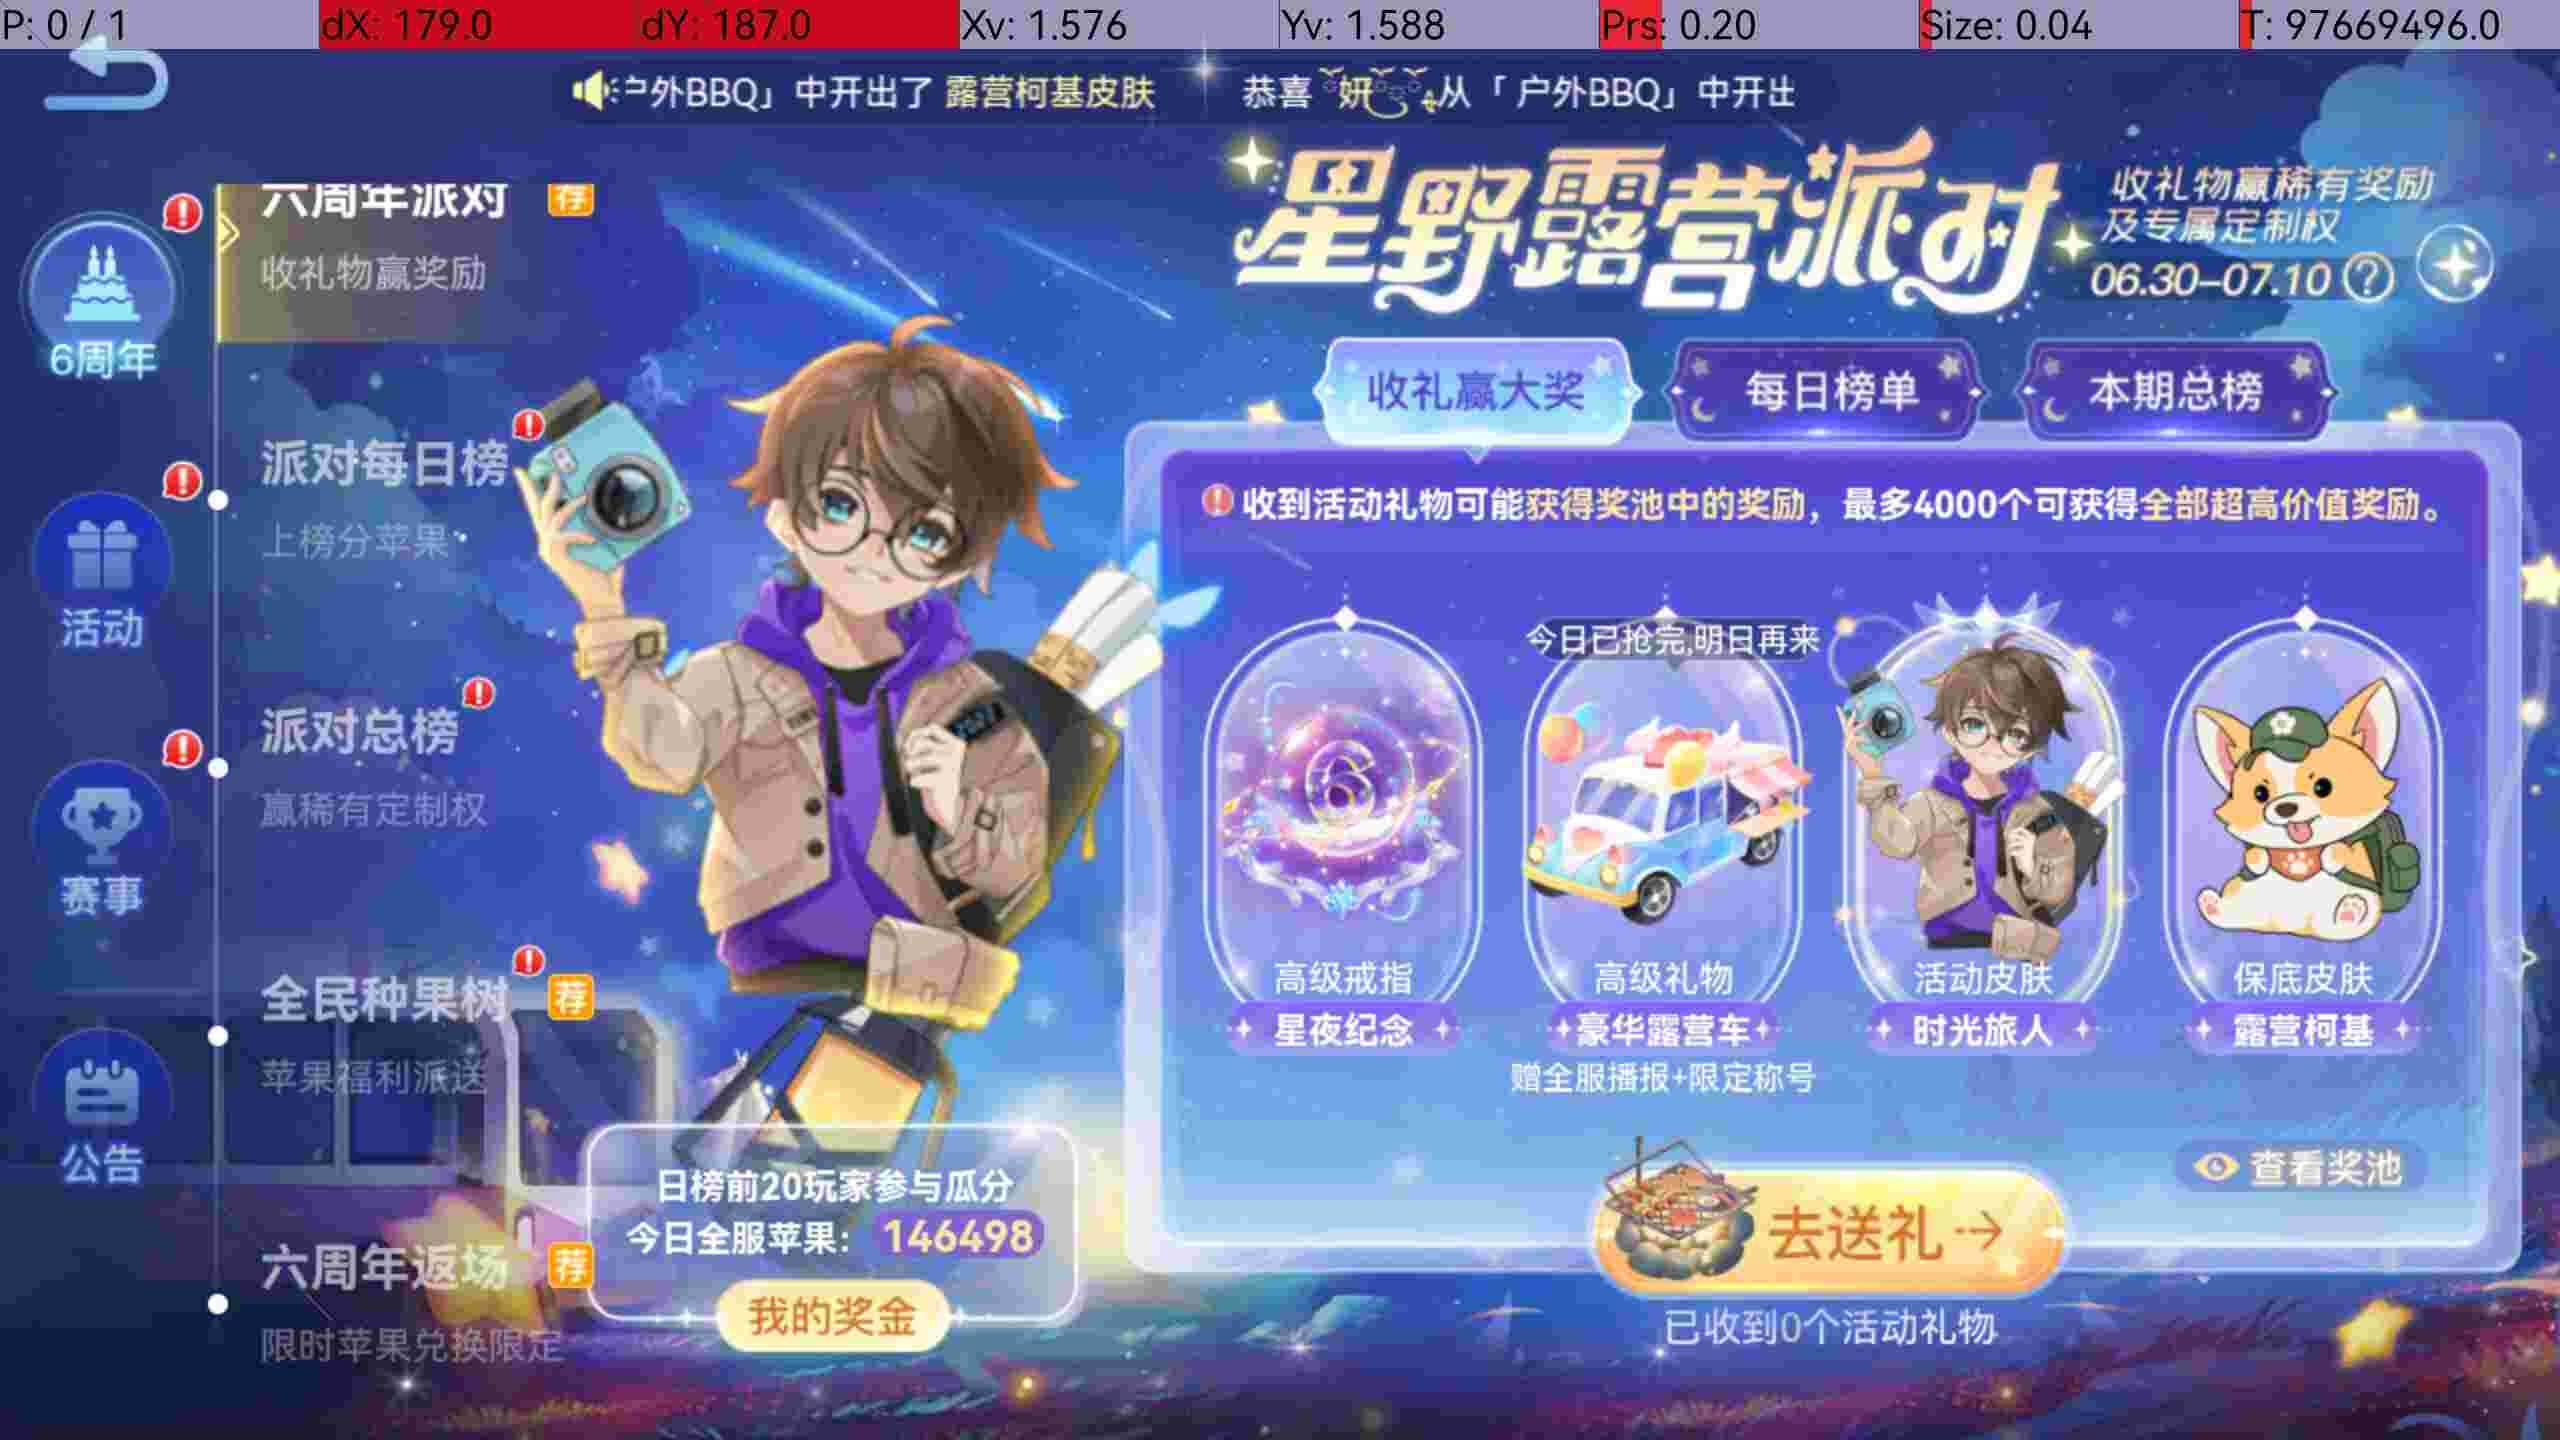 P: 0 / 1
dX: 179.0
dY: 187.0
Xv: 1.576
Yv: 1.588
Prs: 0.20
Size: 0.04
T: 97669496.0
外BBQ」中开出了 露营柯基皮肤
恭喜 妍 从「 户外BBQ」中开出
星野露营派对
收礼物赢稀有奖励
及专属定制权
06.30-07.10 ?
6周年
活动
赛事
公告
六周年派对 荐
收礼物赢奖励
派对每日榜
上榜分苹果
派对总榜
赢稀有定制权
全民种果树 荐
苹果福利派送
六周年返场 荐
限时苹果兑换限定
日榜前20玩家参与瓜分
今日全服苹果： 146498
我的奖金
收礼赢大奖
每日榜单
本期总榜
收到活动礼物可能获得奖池中的奖励，最多4000个可获得全部超高价值奖励。
6
高级戒指
星夜纪念
今日已抢完,明日再来
高级礼物
豪华露营车
赠全服播报+限定称号
活动皮肤
时光旅人
保底皮肤
露营柯基
查看奖池
去送礼→
已收到0个活动礼物